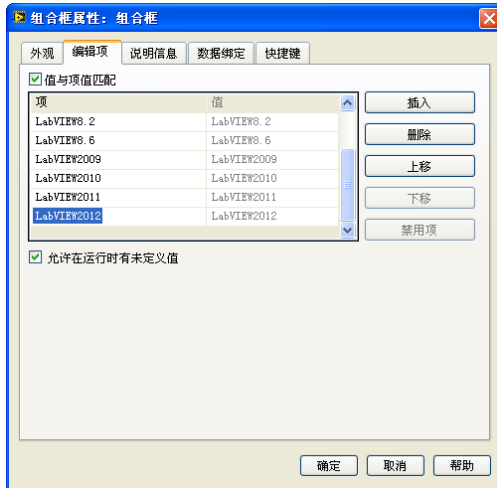 组合框属性：组合框
外观 编辑项 说明信息 数据绑定 快捷键
值与项值匹配
项 值
LabVIEW8.2 LabVIEW8.2
LabVIEW8.6 LabVIEW8.6
LabVIEW2009 LabVIEW2009
LabVIEW2010 LabVIEW2010
LabVIEW2011 LabVIEW2011
LabVIEW2012 LabVIEW2012
插入
删除
上移
下移
禁用项
允许在运行时有未定义值
确定 取消 帮助